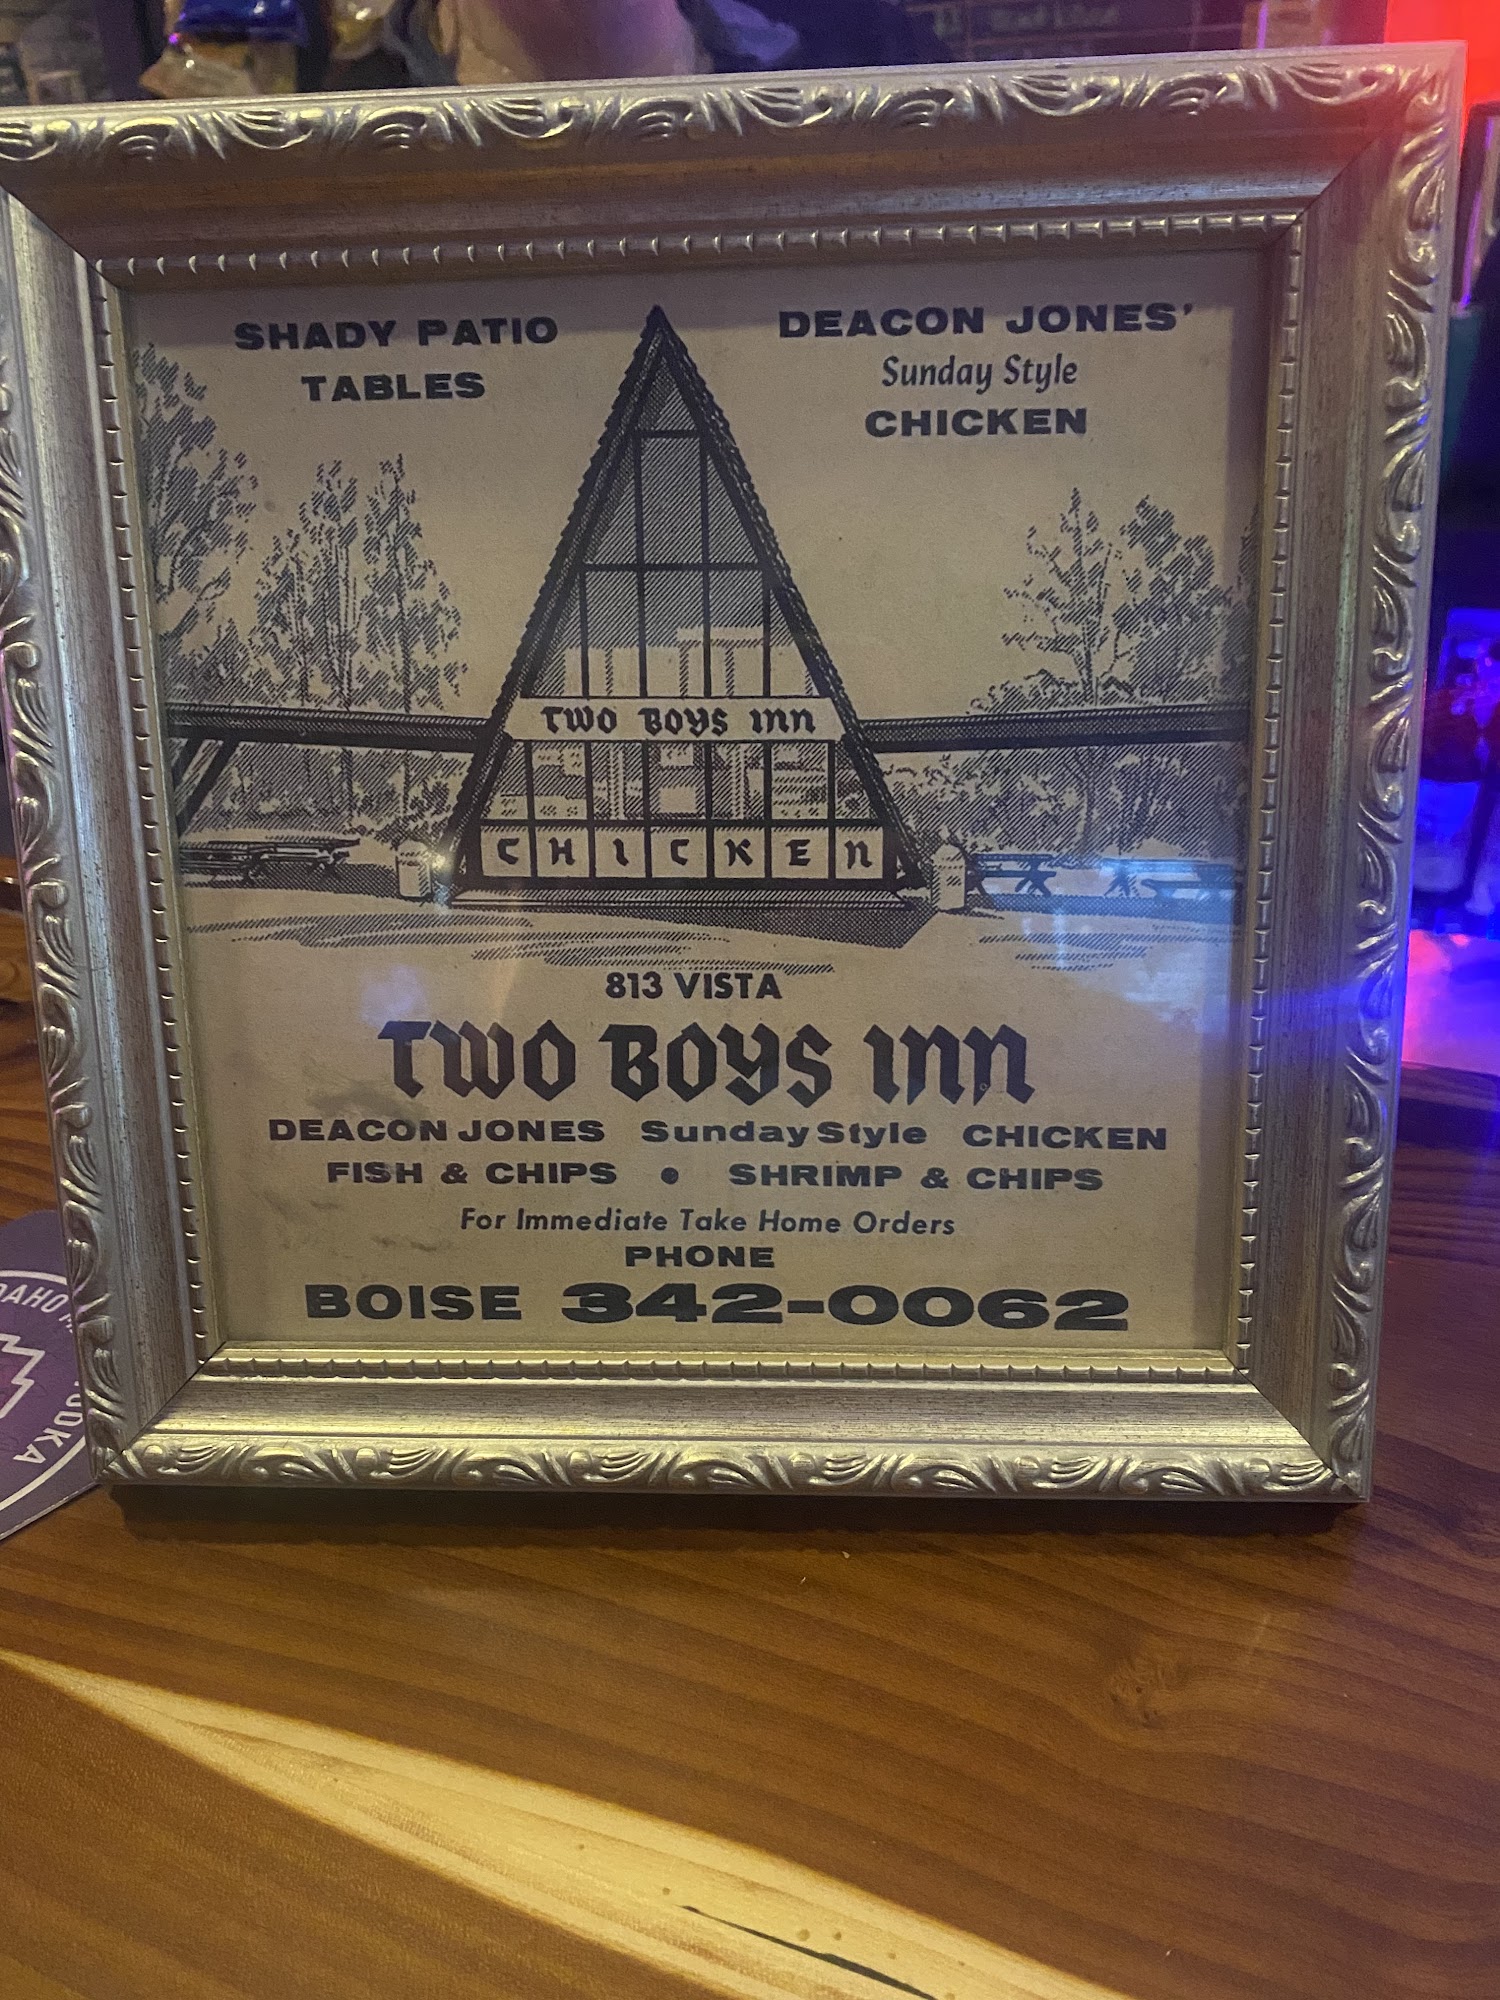 SHADY PATIO
TABLES
DEACON JONES'
Sunday Style
CHICKEN
TWO BOYS INN
CHICKEN
813 VISTA
TWO BOYS INN
DEACON JONES Sunday Style CHICKEN
FISH & CHIPS • SHRIMP & CHIPS
For Immediate Take Home Orders
PHONE
BOISE 342-0062